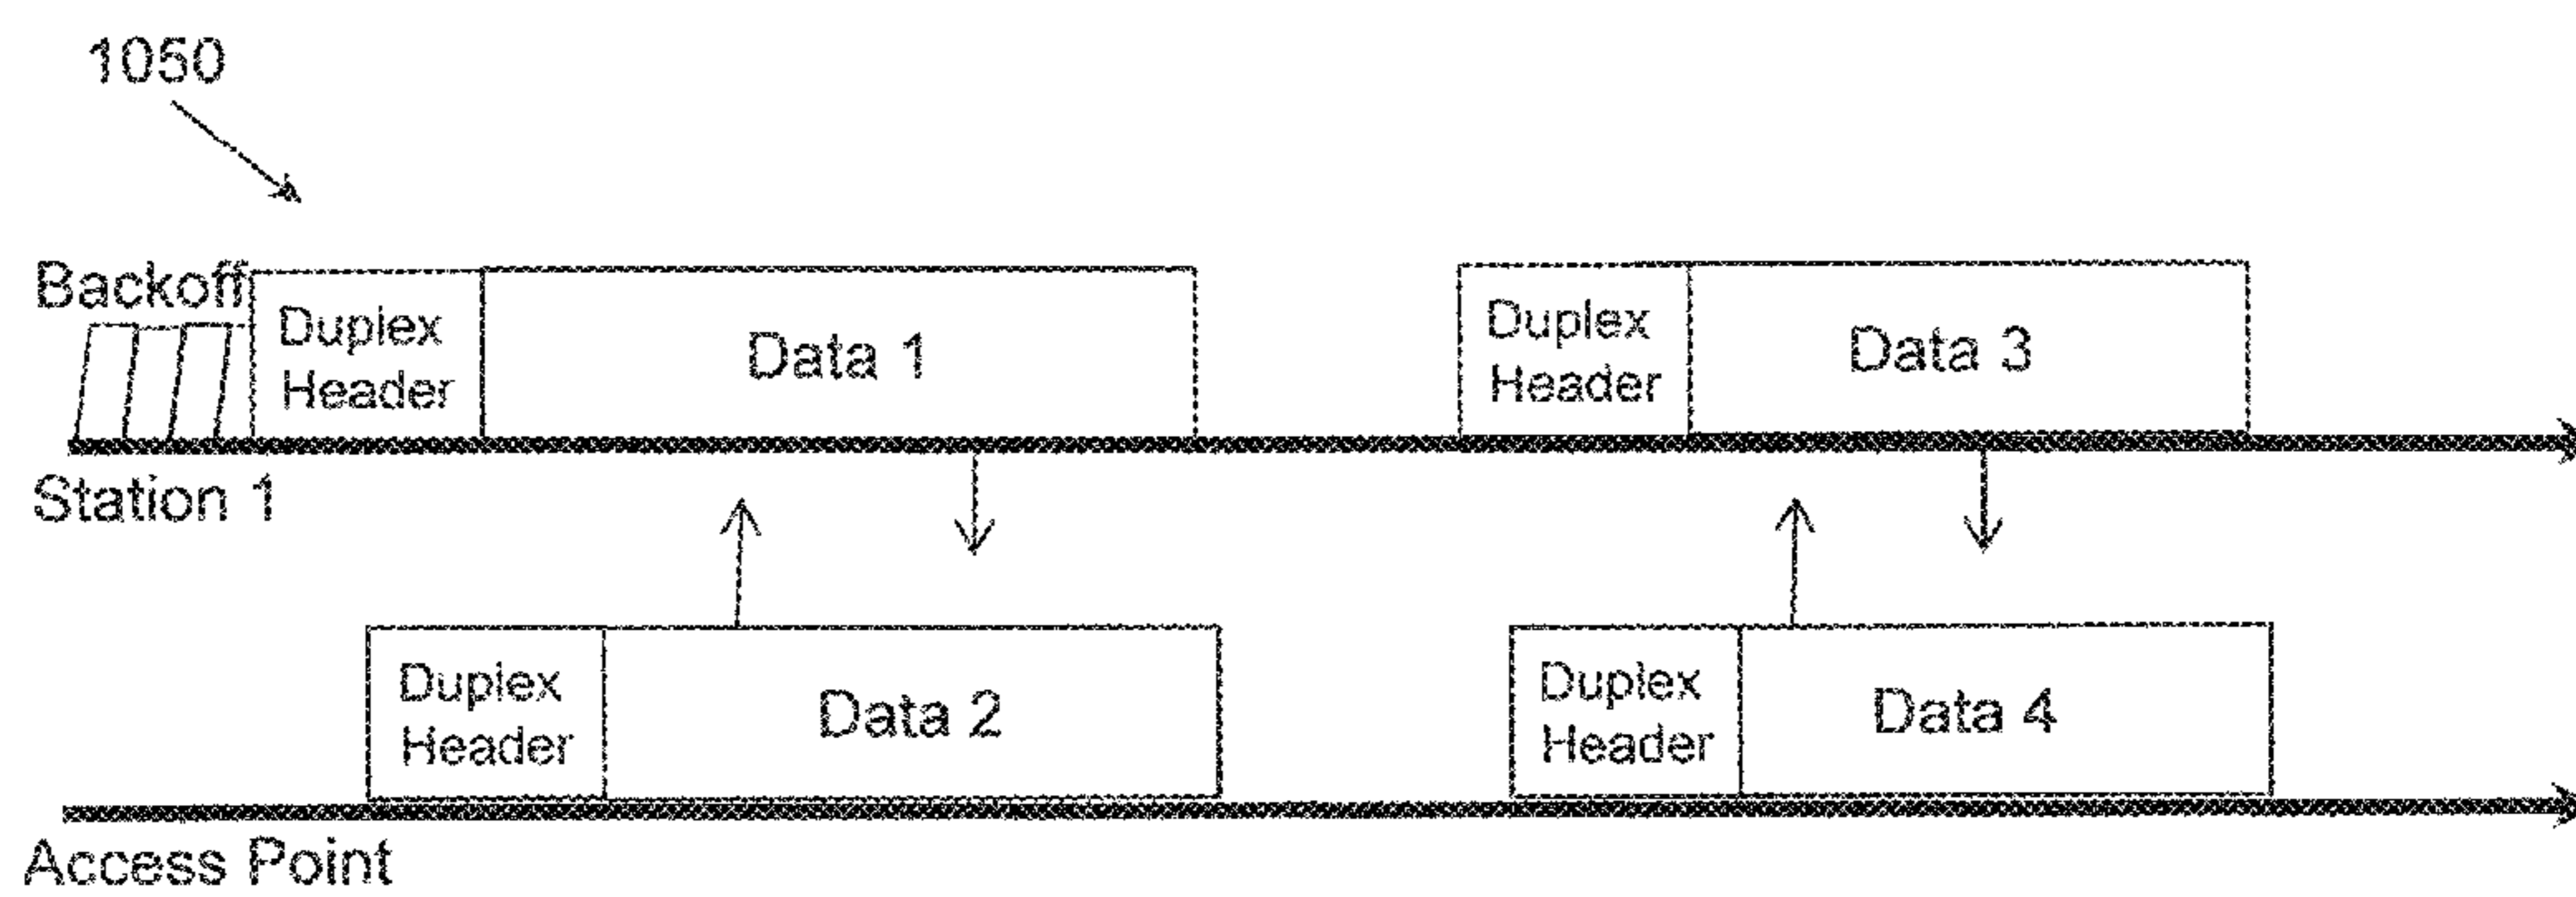 1050
Backoff
Duplex
Header
Data 1
Duplex
Header
Data 3
Station 1
Duplex
Header
Data 2
Duplex
Header
Data 4
Access Point